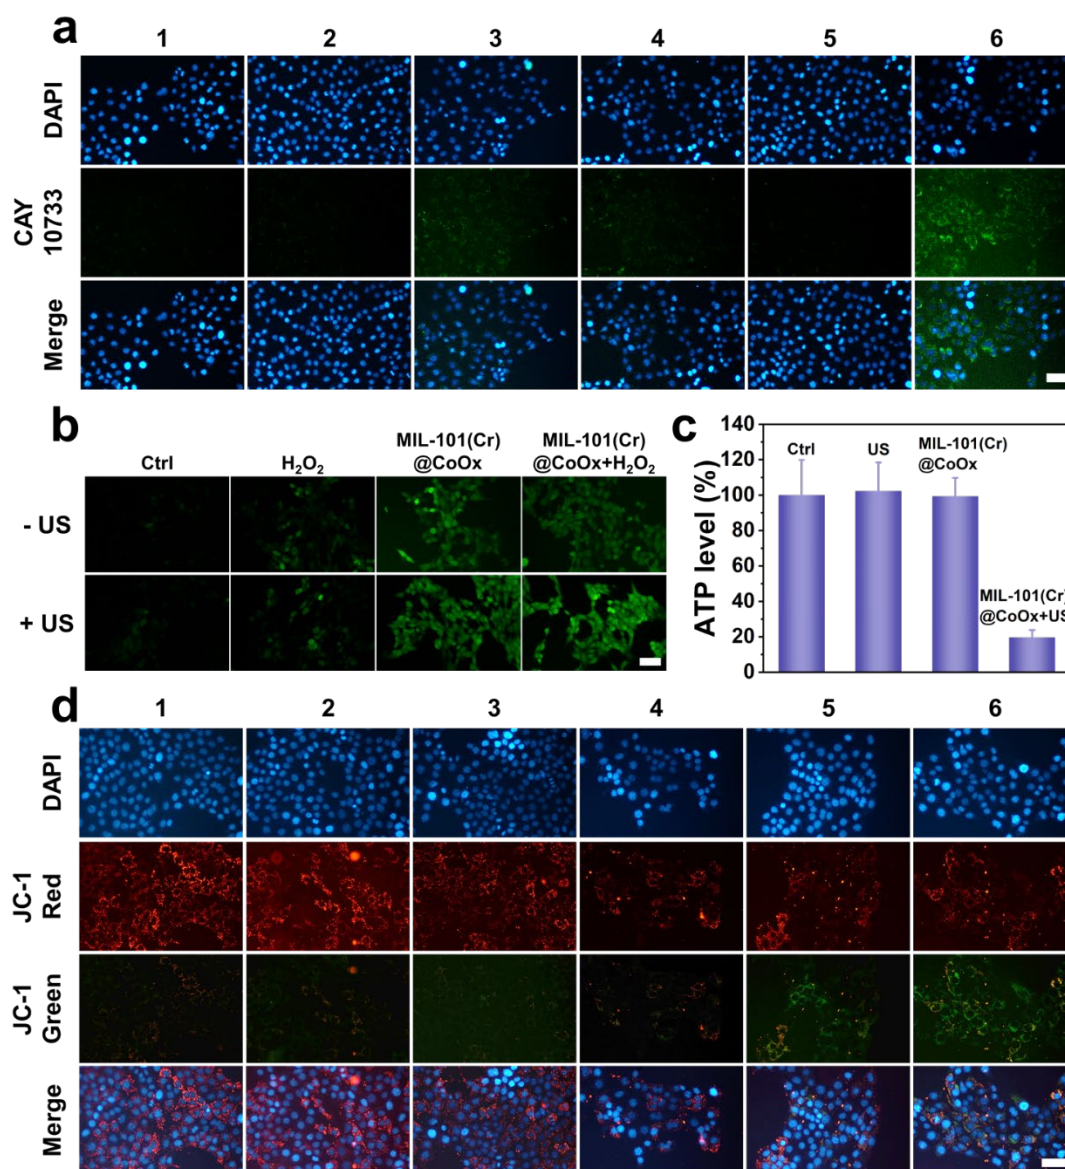 a
1 2 3 4 5 6
DAPI
CAY
10733
Merge
b
Ctrl
H₂O₂
MIL-101(Cr)
@CoOx
MIL-101(Cr)
@CoOx+H₂O₂
- US
+ US
c
ATP level (%)
140
120
100
80
60
40
20
0
Ctrl
US
MIL-101(Cr)
@CoOx
MIL-101(Cr)
@CoOx+US
d
1 2 3 4 5 6
DAPI
JC-1
Red
JC-1
Green
Merge